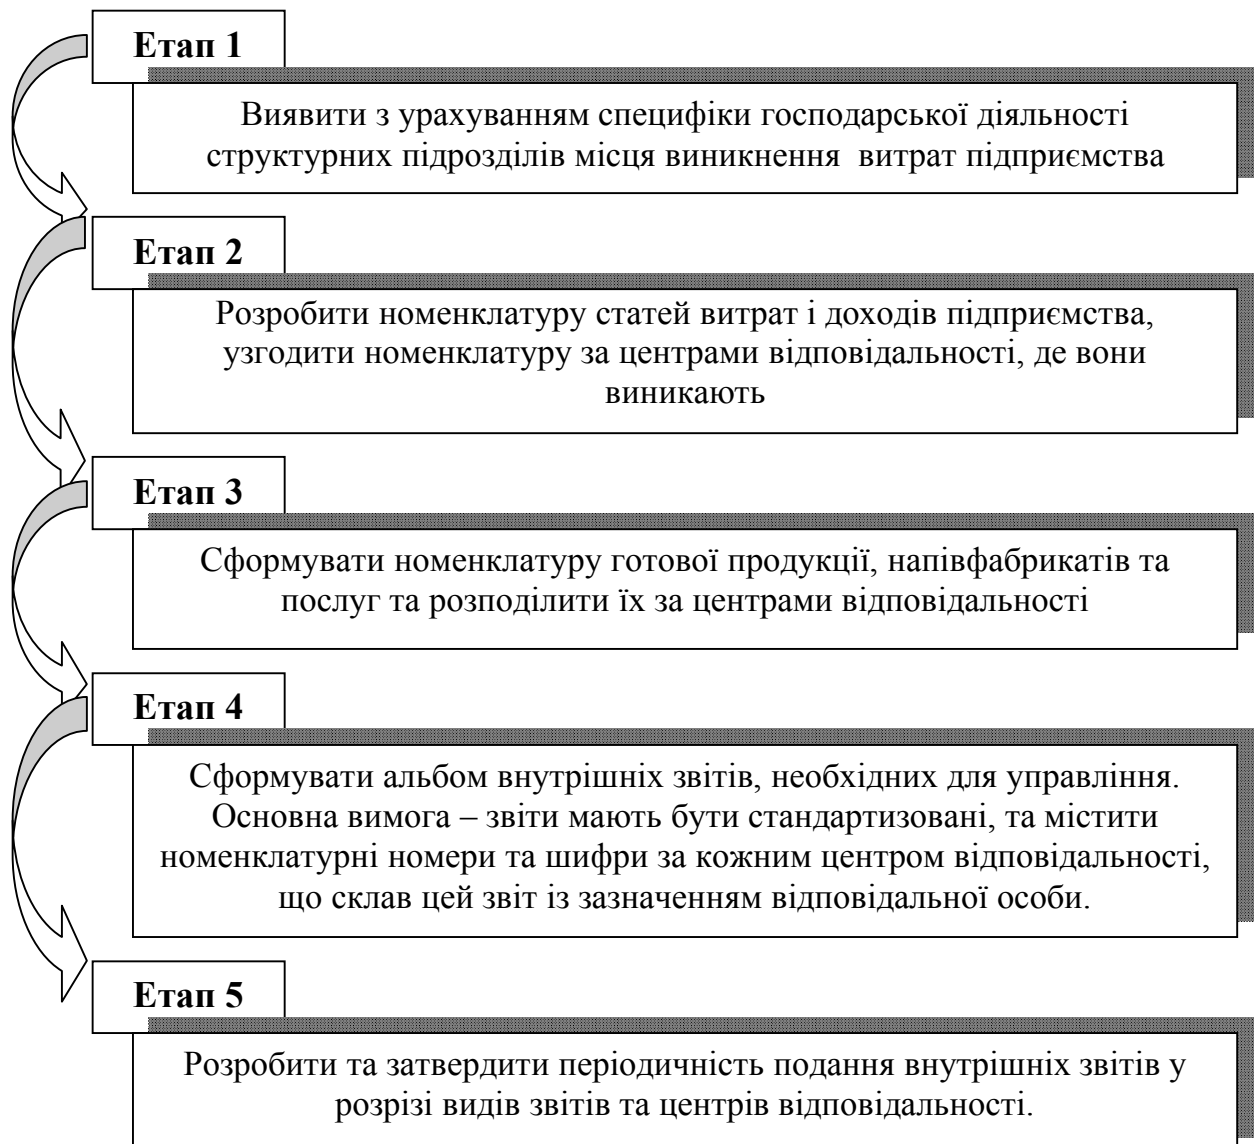 Етап 1
Виявити з урахуванням специфіки господарської діяльності
структурних підрозділів місця виникнення витрат підприємства
Етап 2
Розробити номенклатуру статей витрат і доходів підприємства,
узгодити номенклатуру за центрами відповідальності, де вони
виникають
Етап 3
Сформувати номенклатуру готової продукції, напівфабрикатів та
послуг та розподілити їх за центрами відповідальності
Етап 4
Сформувати альбом внутрішніх звітів, необхідних для управління.
Основна вимога – звіти мають бути стандартизовані, та містити
номенклатурні номери та шифри за кожним центром відповідальності,
що склав цей звіт із зазначенням відповідальної особи.
Етап 5
Розробити та затвердити періодичність подання внутрішніх звітів у
розрізі видів звітів та центрів відповідальності.